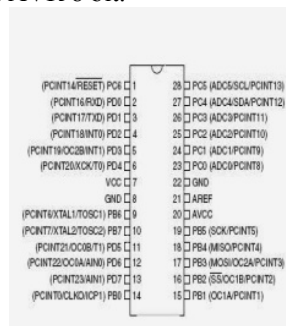 (PCINT14/RESET) PC6 1 28 PC5 (ADC5/SCL/PCINT13)
(PCINT16/RXD) PD0 2 27 PC4 (ADC4/SDA/PCINT12)
(PCINT17/TXD) PD1 3 26 PC3 (ADC3/PCINT11)
(PCINT18/INT0) PD2 4 25 PC2 (ADC2/PCINT10)
(PCINT19/OC2B/INT1) PD3 5 24 PC1 (ADC1/PCINT9)
(PCINT20/XCK/T0) PD4 6 23 PC0 (ADC0/PCINT8)
VCC 7 22 GND
GND 8 21 AREF
(PCINT6/XTAL1/TOSC1) PB6 9 20 AVCC
(PCINT7/XTAL2/TOSC2) PB7 10 19 PB5 (SCK/PCINT5)
(PCINT21/OC0B/T1) PD5 11 18 PB4 (MISO/PCINT4)
(PCINT22/OC0A/AIN0) PD6 12 17 PB3 (MOSI/OC2A/PCINT3)
(PCINT23/AIN1) PD7 13 16 PB2 (SS/OC1B/PCINT2)
(PCINT0/CLKO/ICP1) PB0 14 15 PB1 (OC1A/PCINT1)